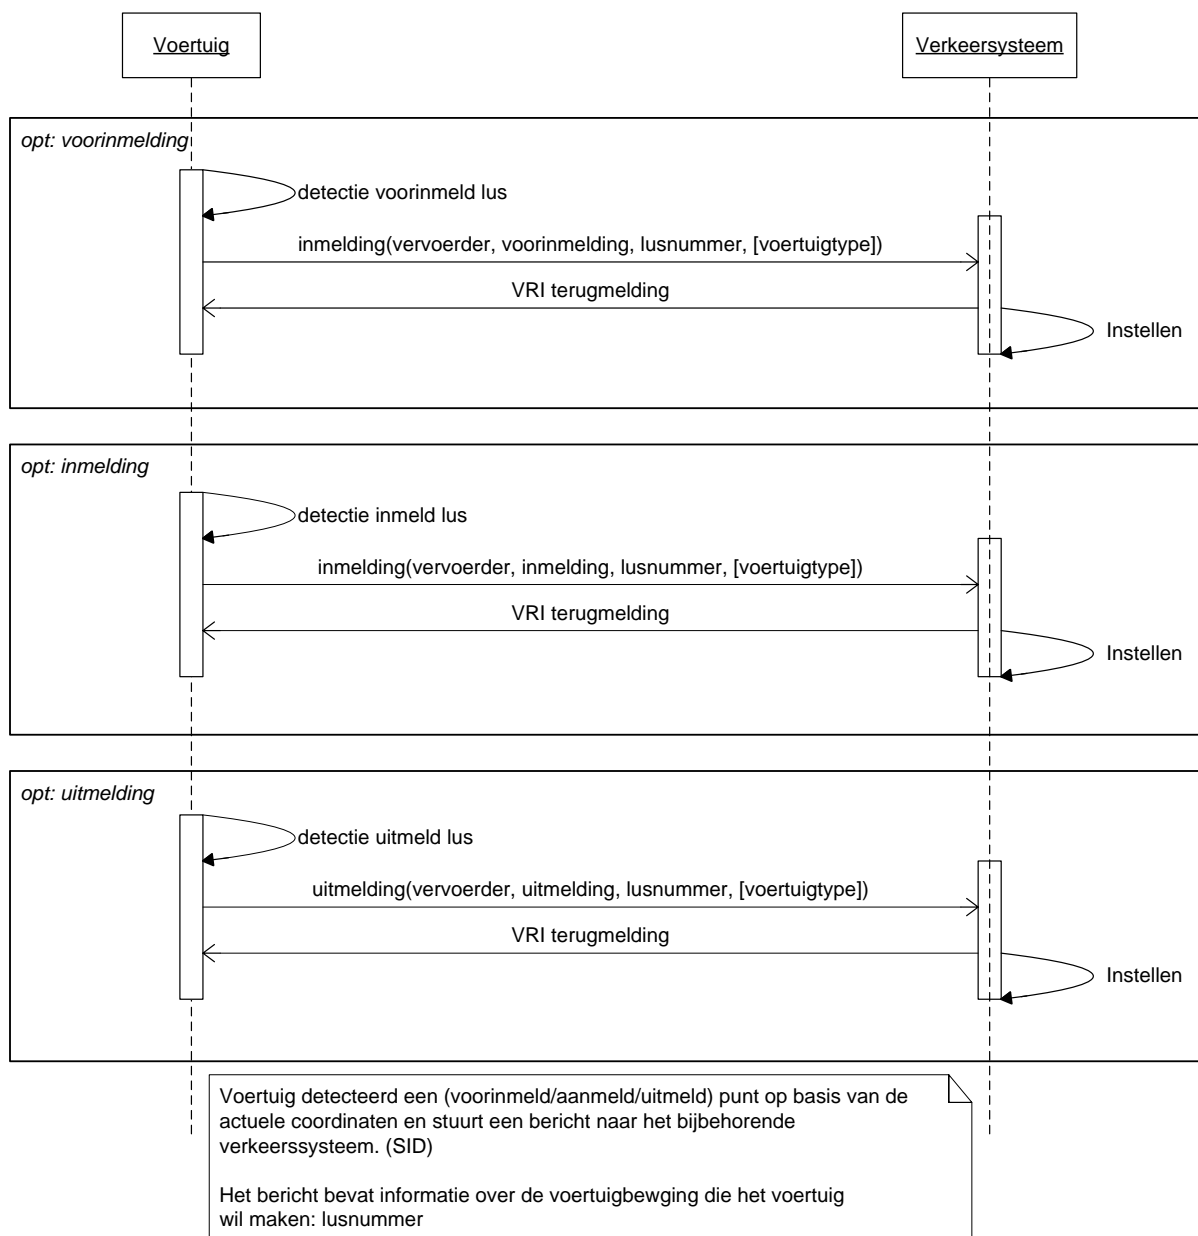 Voertuig
Verkeersysteem
opt: voorinmelding
detectie voorinmeld lus
inmelding(vervoerder, voorinmelding, lusnummer, [voertuigtype])
VRI terugmelding
Instellen
opt: inmelding
detectie inmeld lus
inmelding(vervoerder, inmelding, lusnummer, [voertuigtype])
VRI terugmelding
Instellen
opt: uitmelding
detectie uitmeld lus
uitmelding(vervoerder, uitmelding, lusnummer, [voertuigtype])
VRI terugmelding
Instellen
Voertuig detecteerd een (voorinmeld/aanmeld/uitmeld) punt op basis van de
actuele coordinaten en stuurt een bericht naar het bijbehorende
verkeerssysteem. (SID)
Het bericht bevat informatie over de voertuigbewging die het voertuig
wil maken: lusnummer